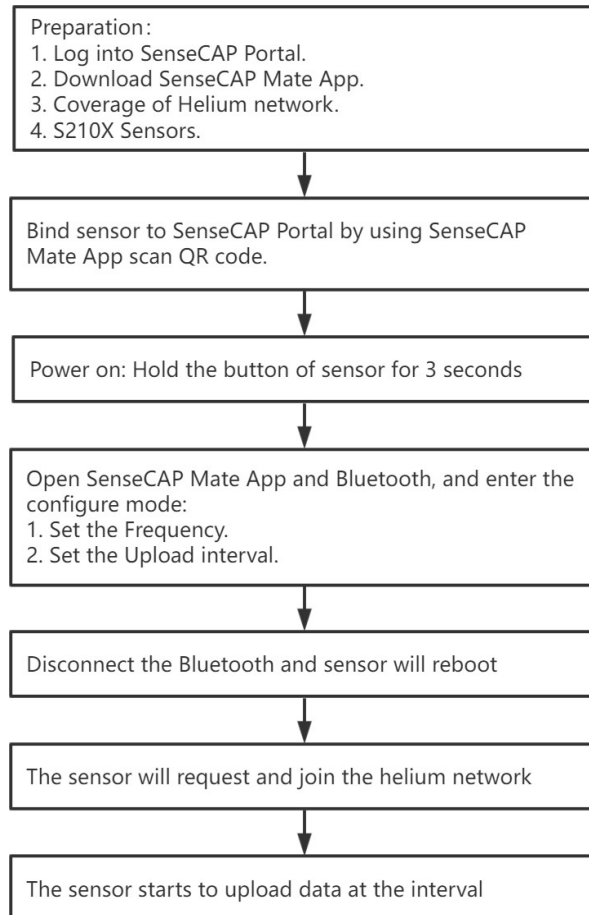 Preparation:
1. Log into SenseCAP Portal.
2. Download SenseCAP Mate App.
3. Coverage of Helium network.
4. S210X Sensors.
Bind sensor to SenseCAP Portal by using SenseCAP
Mate App scan QR code.
Power on: Hold the button of sensor for 3 seconds
Open SenseCAP Mate App and Bluetooth, and enter the
configure mode:
1. Set the Frequency.
2. Set the Upload interval.
Disconnect the Bluetooth and sensor will reboot
The sensor will request and join the helium network
The sensor starts to upload data at the interval